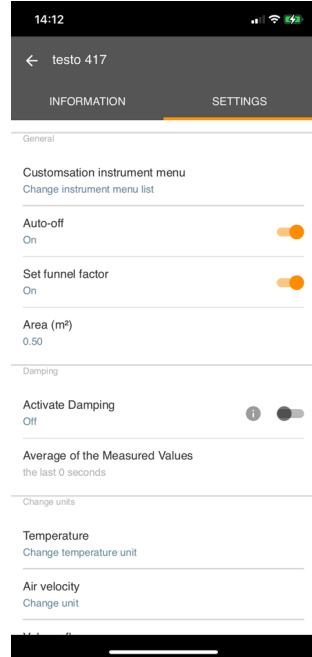 14:12
testo 417
INFORMATION SETTINGS
General
Customsation instrument menu
Change instrument menu list
Auto-off
On
Set funnel factor
On
Area (m²)
0.50
Damping
Activate Damping
Off
Average of the Measured Values
the last 0 seconds
Change units
Temperature
Change temperature unit
Air velocity
Change unit